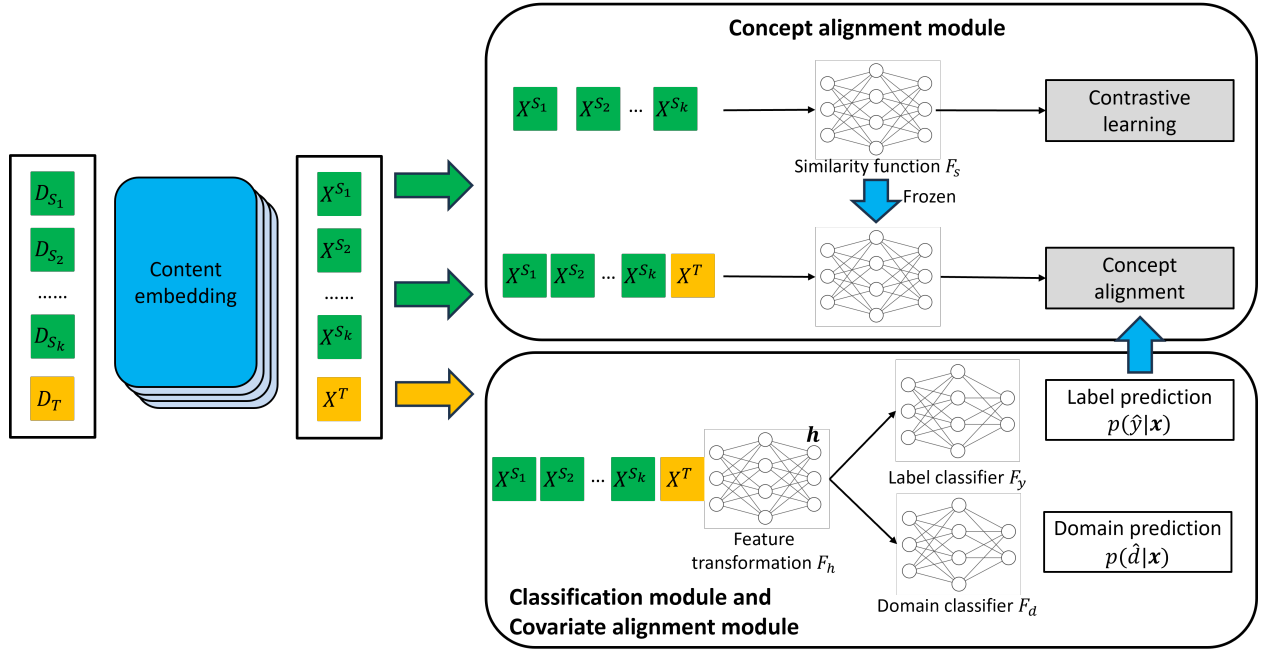 D_{S_1}
D_{S_2}
......
D_{S_k}
D_T
Content
embedding
X^{S_1}
X^{S_2}
......
X^{S_k}
X^T
Concept alignment module
X^{S_1} X^{S_2} ... X^{S_k}
Similarity function F_s
Contrastive
learning
Frozen
X^{S_1} X^{S_2} ... X^{S_k} X^T
Concept
alignment
X^{S_1} X^{S_2} ... X^{S_k} X^T
h
Feature
transformation F_h
Label classifier F_y
Label prediction
p(ŷ|x)
Domain classifier F_d
Domain prediction
p(d̂|x)
Classification module and
Covariate alignment module